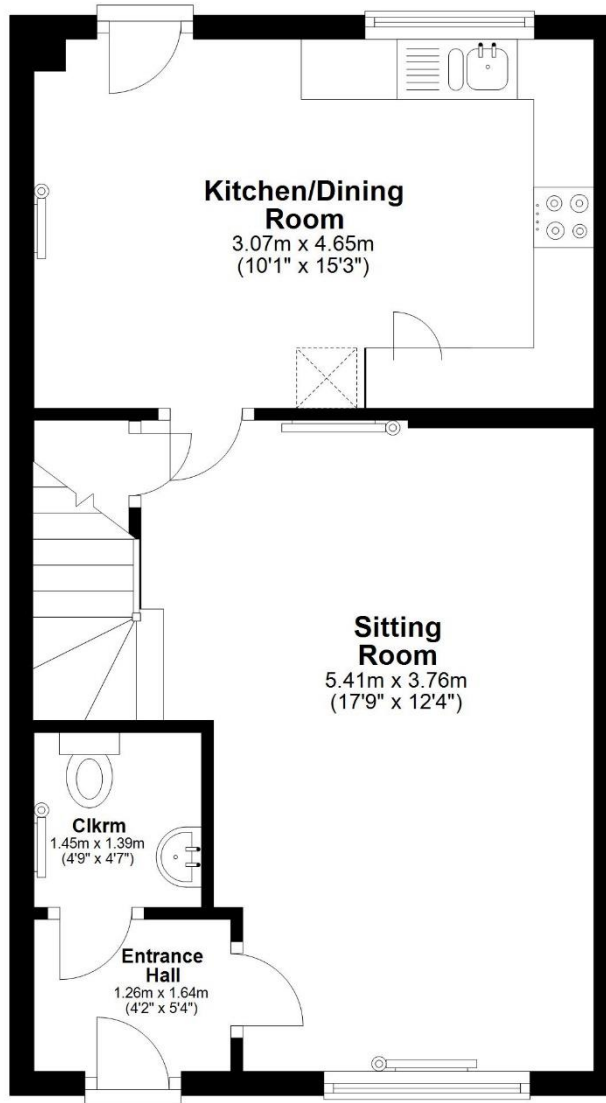 Kitchen/Dining
Room
3.07m x 4.65m
(10'1" x 15'3")
Sitting
Room
5.41m x 3.76m
(17'9" x 12'4")
Clkrm
1.45m x 1.39m
(4'9" x 4'7")
Entrance
Hall
1.26m x 1.64m
(4'2" x 5'4")